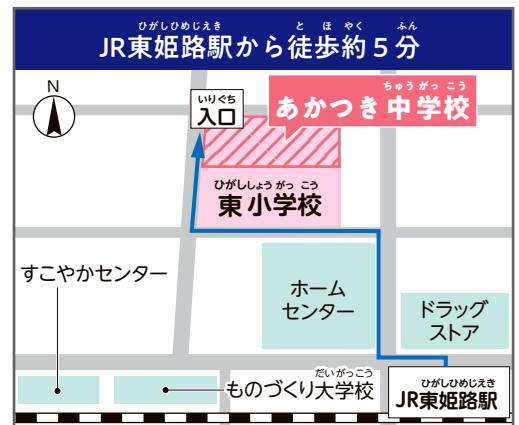 ひがしひめじえき とほやく ふん
JR東姫路駅から徒歩約5分
N
いりぐち
入口
ちゅうがっこう
あかつき中学校
ひがししょうがっこう
東小学校
すこやかセンター
ホーム
センター
ドラッグ
ストア
だいがっこう
ものづくり大学校
ひがしひめじえき
JR東姫路駅